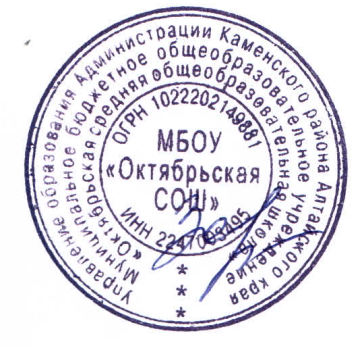 Управление образования Администрации Каменского района Алтайского края
Муниципальное бюджетное общеобразовательное учреждение
«Октябрьская средняя общеобразовательная школа»
ОГРН 1022202149881
МБОУ
«Октябрьская
СОШ»
ИНН
* * *